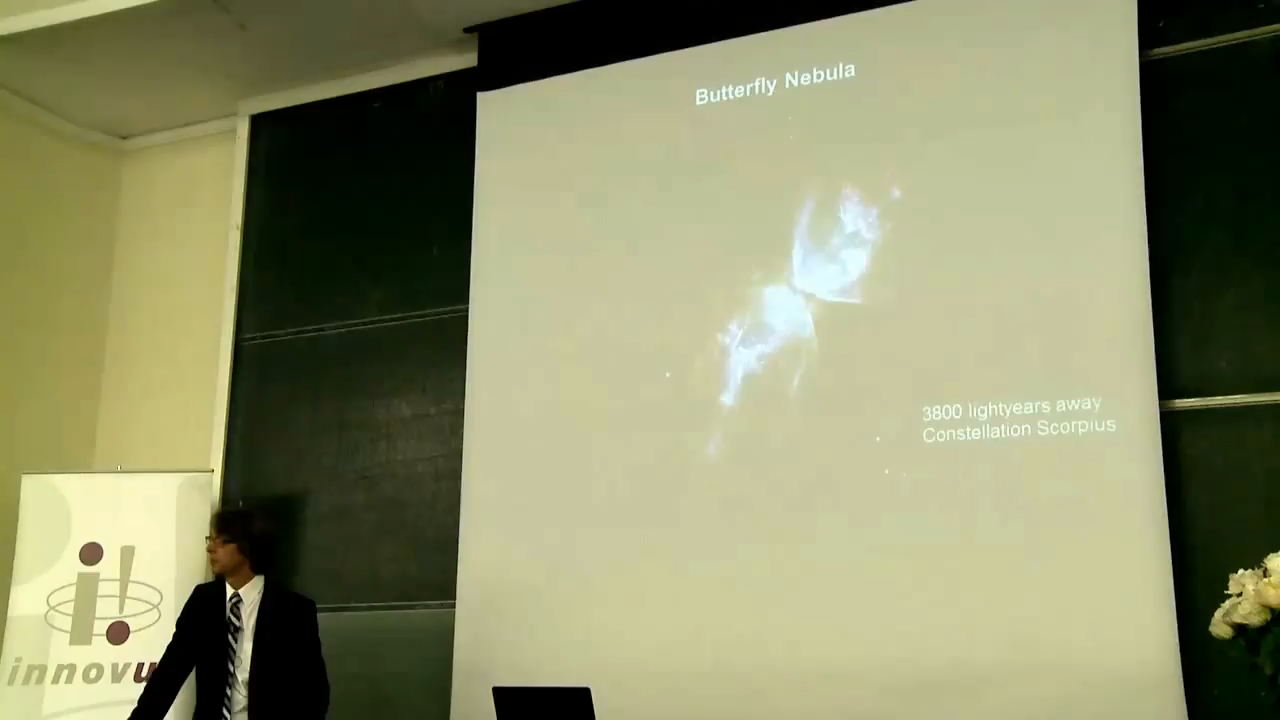 Butterfly Nebula
3800 lightyears away
Constellation Scorpius
i!
innovu